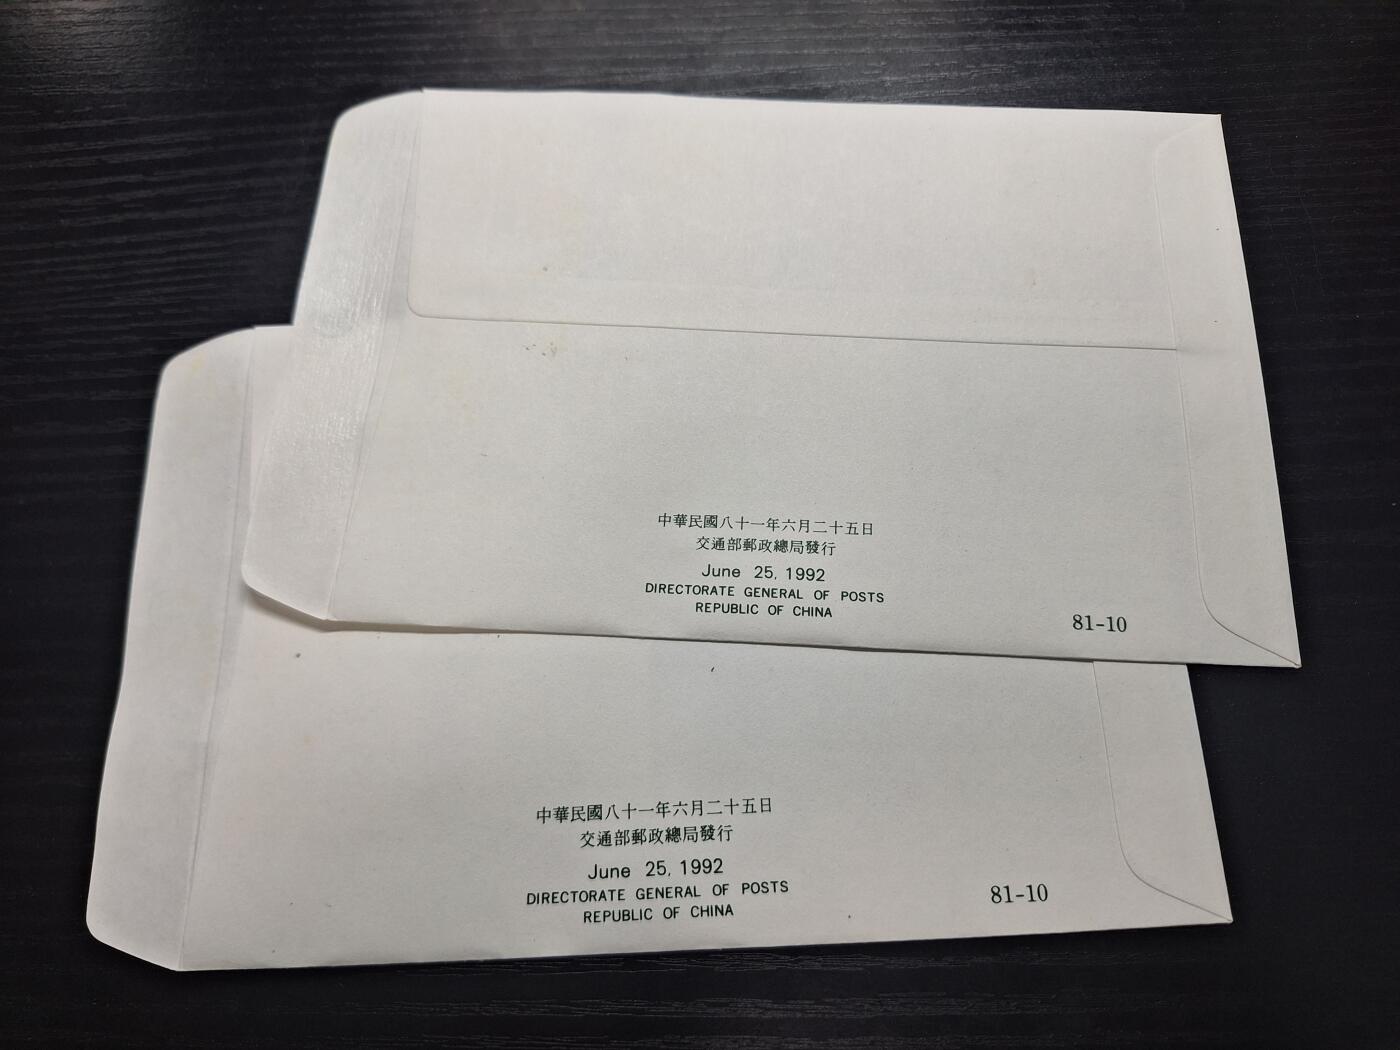 中華民國八十一年六月二十五日
交通部郵政總局發行
June 25, 1992
DIRECTORATE GENERAL OF POSTS
REPUBLIC OF CHINA
81-10
中華民國八十一年六月二十五日
交通部郵政總局發行
June 25, 1992
DIRECTORATE GENERAL OF POSTS
REPUBLIC OF CHINA
81-10